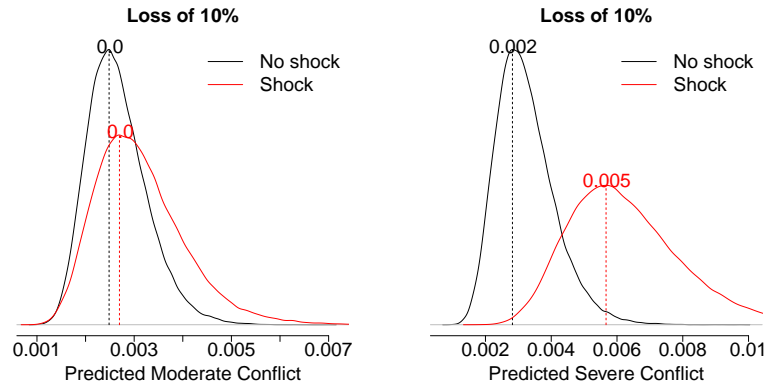 Loss of 10%
0.0
No shock
Shock
0.0
0.001 0.003 0.005 0.007
Predicted Moderate Conflict
Loss of 10%
0.002
No shock
Shock
0.005
0.002 0.004 0.006 0.008 0.01
Predicted Severe Conflict